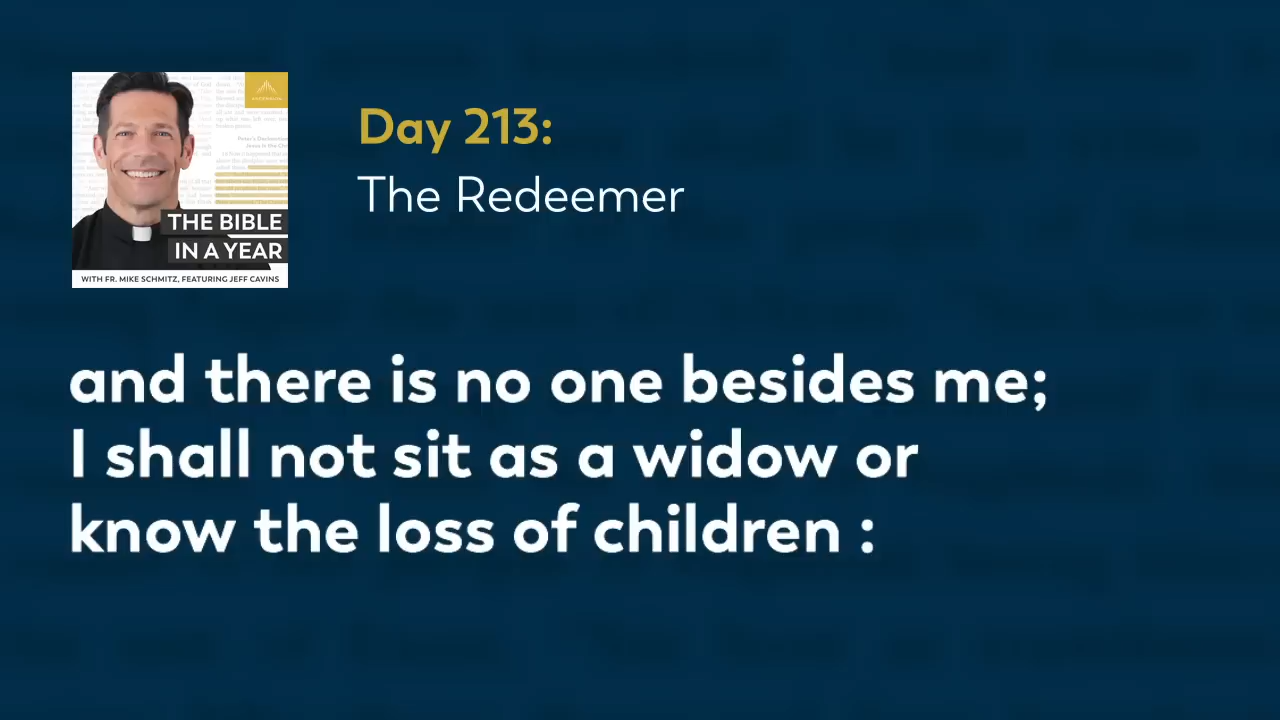 Day 213:
The Redeemer
THE BIBLE
IN A YEAR
WITH FR. MIKE SCHMITZ, FEATURING JEFF CAVINS
and there is no one besides me;
I shall not sit as a widow or
know the loss of children :